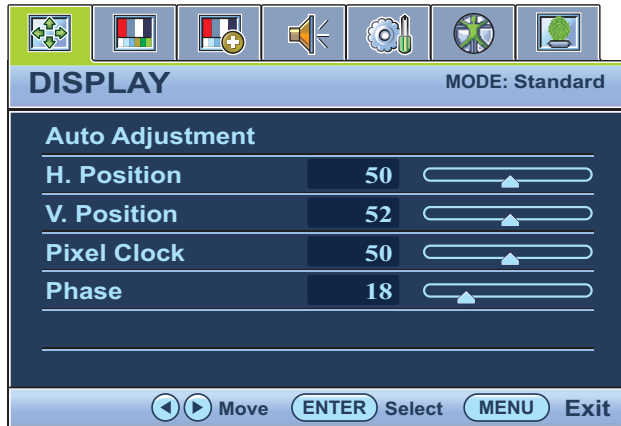 DISPLAY MODE: Standard
Auto Adjustment
H. Position 50
V. Position 52
Pixel Clock 50
Phase 18
Move ENTER Select MENU Exit